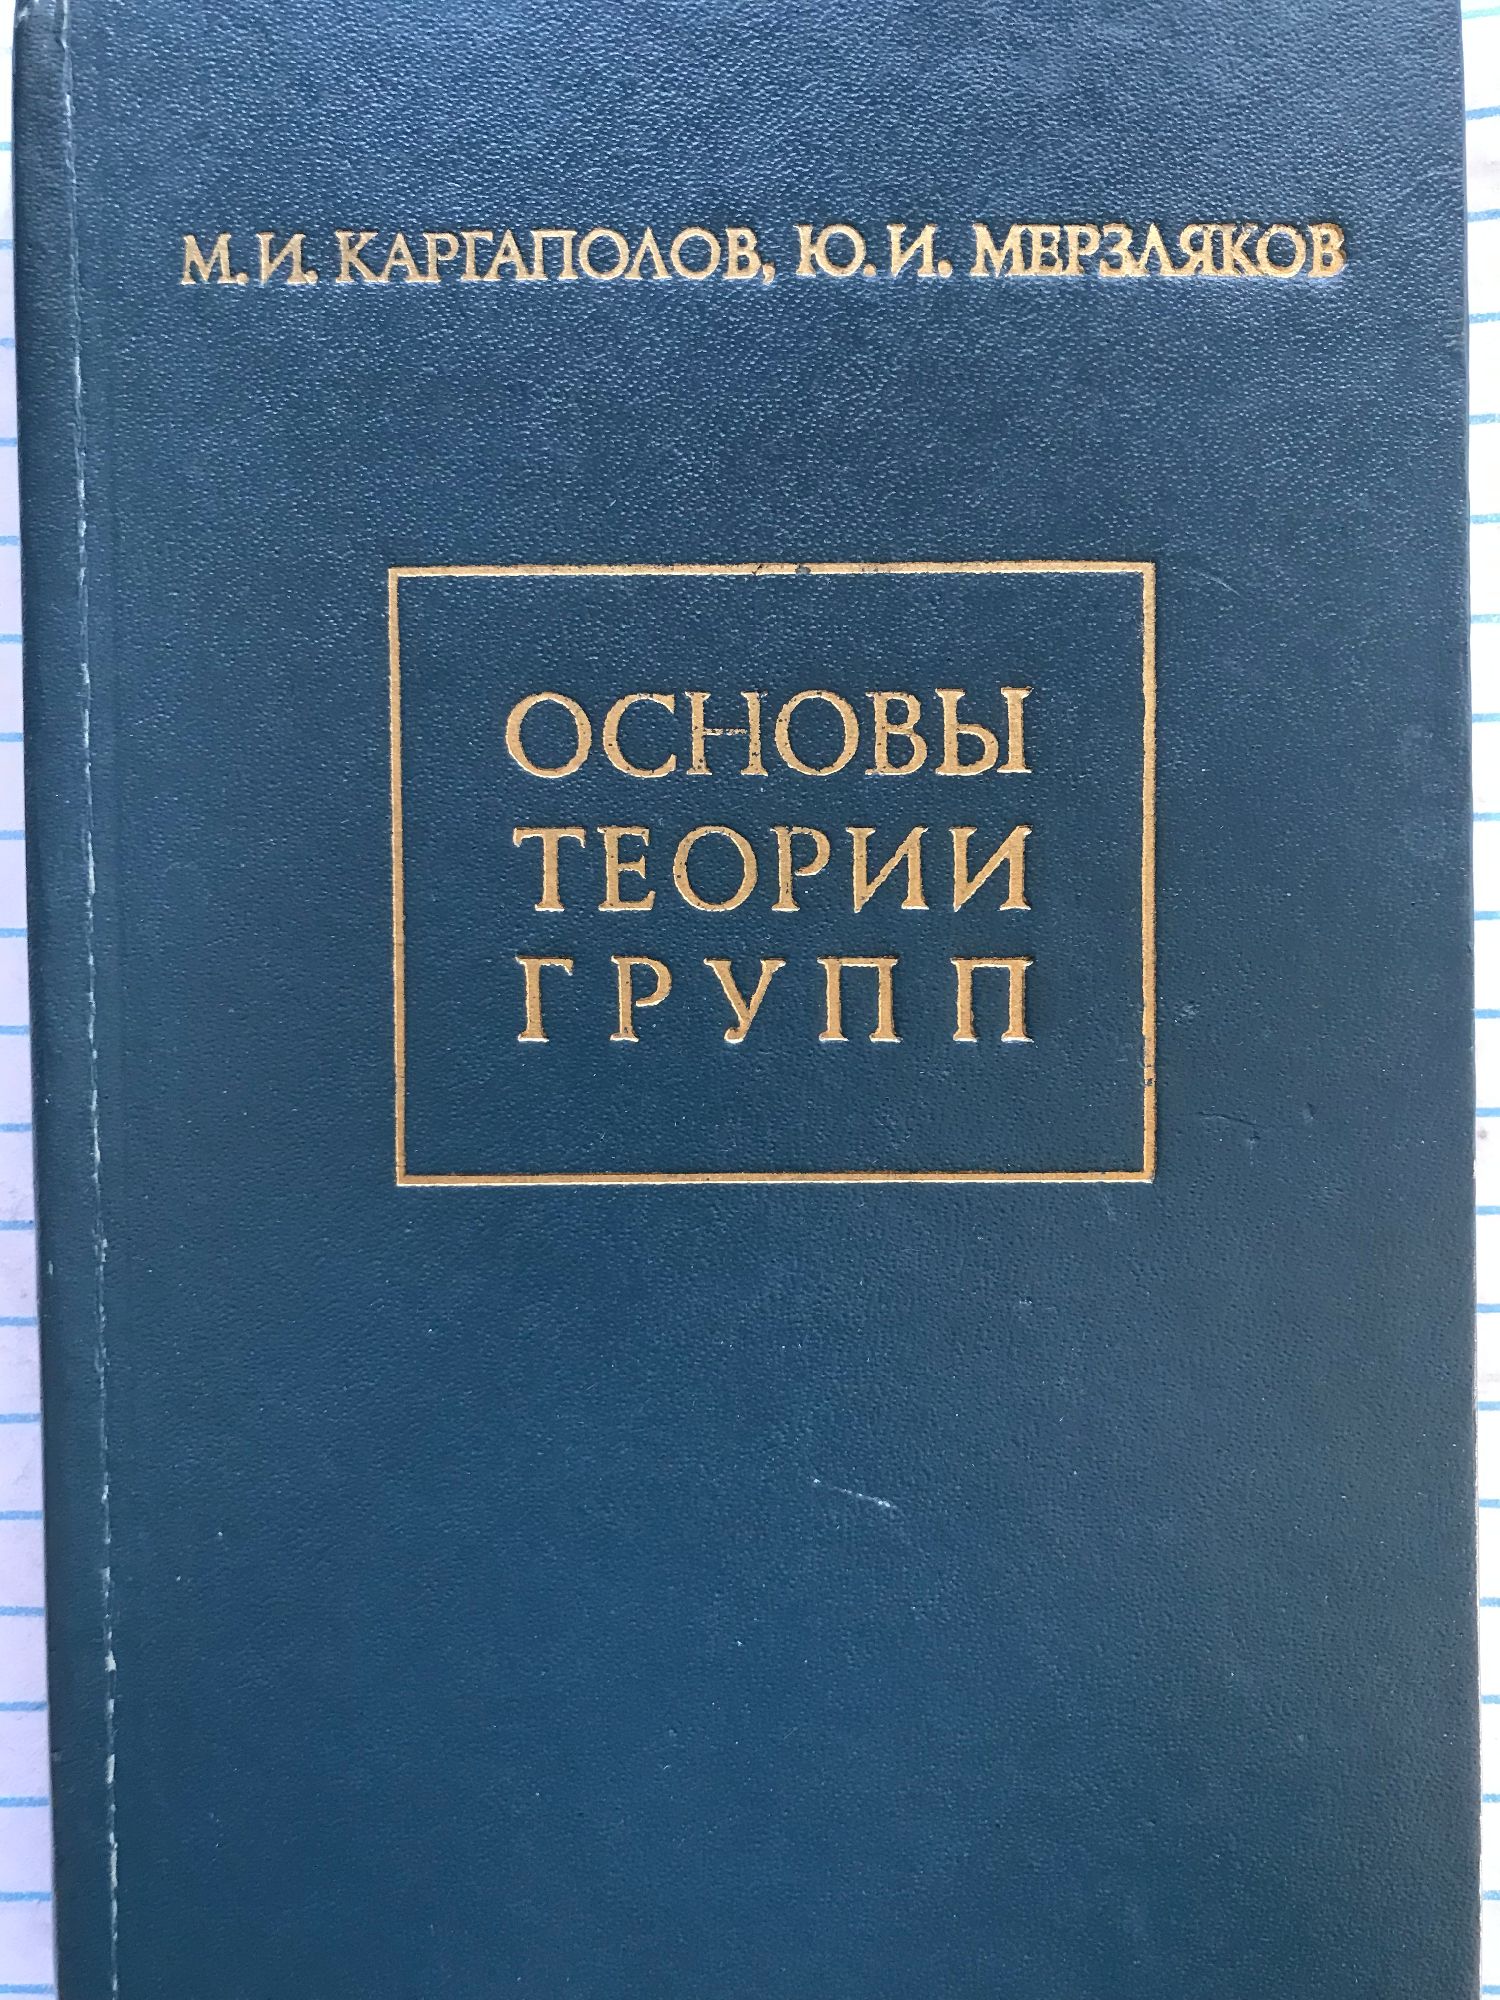 М.И. КАРГАПОЛОВ, Ю.И. МЕРЗЛЯКОВ
ОСНОВЫ
ТЕОРИИ
ГРУПП